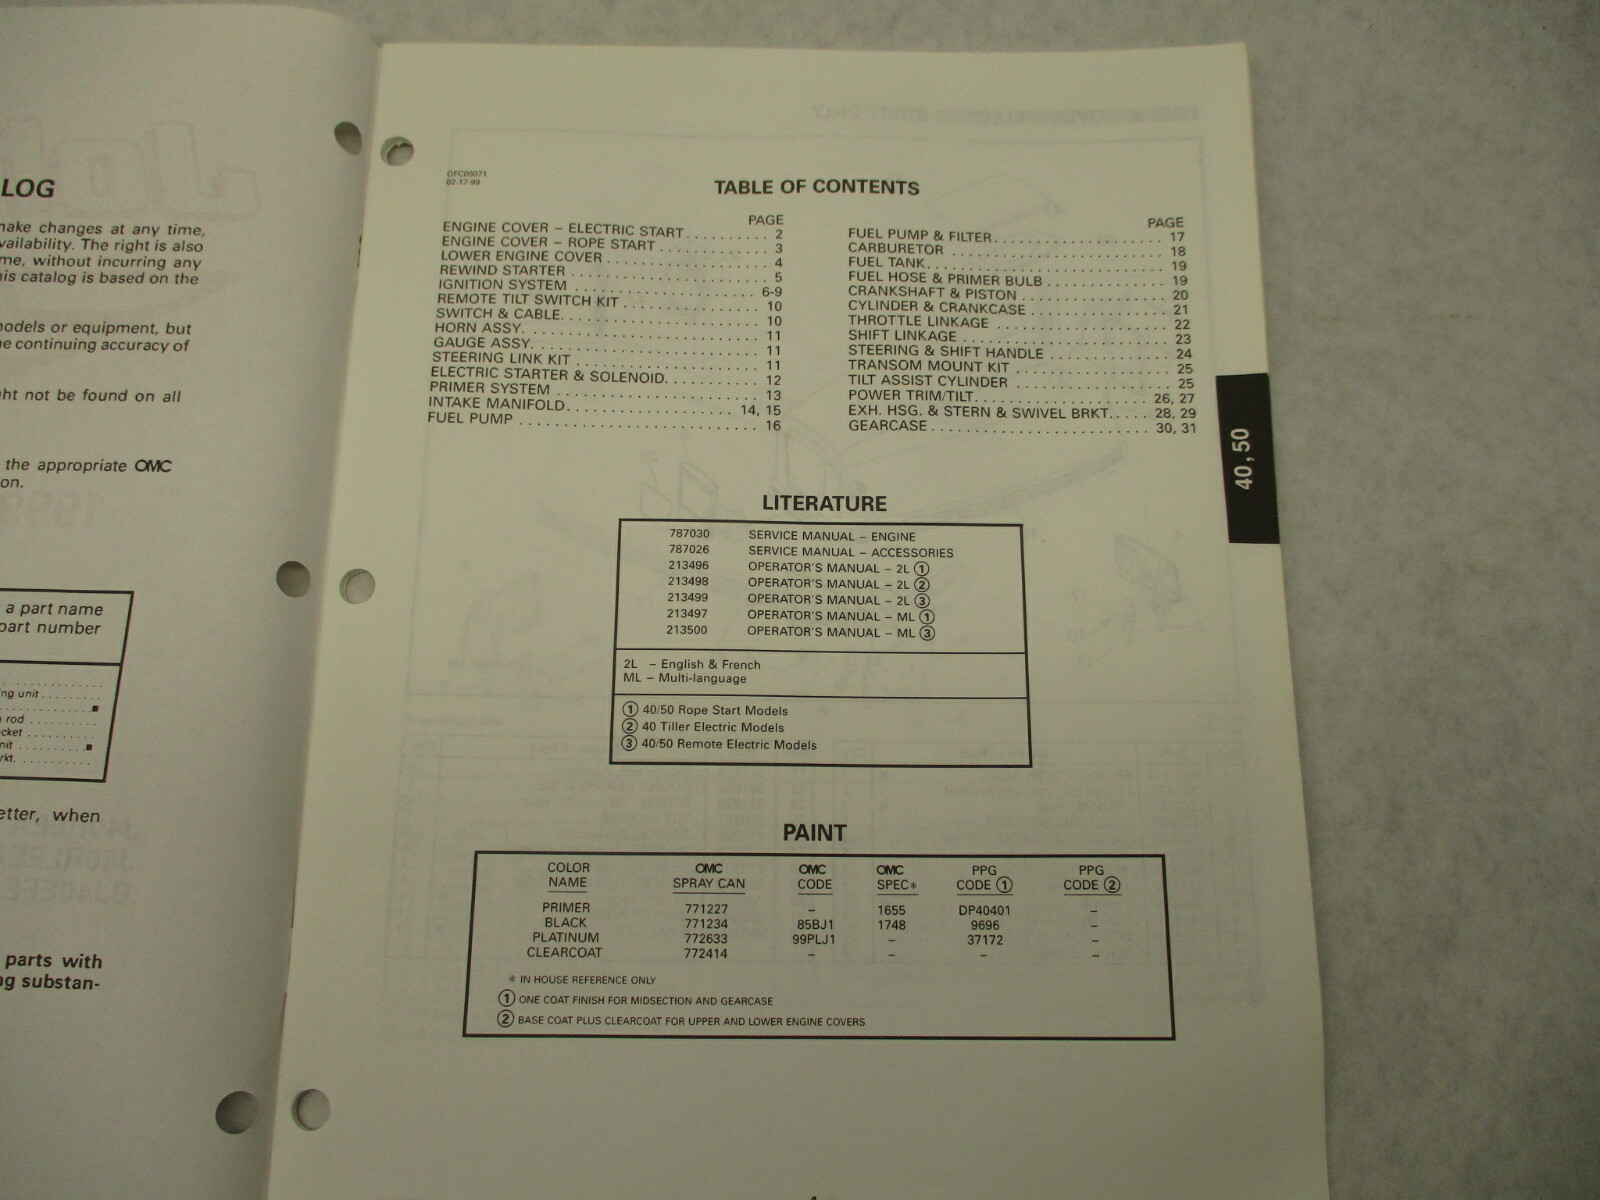 LOG
make changes at any time,
availability. The right is also
me, without incurring any
his catalog is based on the
models or equipment, but
he continuing accuracy of
ht not be found on all
the appropriate OMC
on.
a part name
part number
ng unit
rod
cket
nit
rkt.
etter, when
parts with
ng substan-
OFC00071
02-17-99
TABLE OF CONTENTS
PAGE
ENGINE COVER – ELECTRIC START . . . . . . . . . . 2
ENGINE COVER – ROPE START . . . . . . . . . . . . . 3
LOWER ENGINE COVER . . . . . . . . . . . . . . . . . . . 4
REWIND STARTER . . . . . . . . . . . . . . . . . . . . . . . 5
IGNITION SYSTEM . . . . . . . . . . . . . . . . . . . . 6-9
REMOTE TILT SWITCH KIT . . . . . . . . . . . . . . . . 10
SWITCH & CABLE. . . . . . . . . . . . . . . . . . . . . . . 10
HORN ASSY. . . . . . . . . . . . . . . . . . . . . . . . . . . 11
GAUGE ASSY. . . . . . . . . . . . . . . . . . . . . . . . . . 11
STEERING LINK KIT . . . . . . . . . . . . . . . . . . . . . 11
ELECTRIC STARTER & SOLENOID. . . . . . . . . . . 12
PRIMER SYSTEM . . . . . . . . . . . . . . . . . . . . . . . 13
INTAKE MANIFOLD. . . . . . . . . . . . . . . . . . . 14, 15
FUEL PUMP . . . . . . . . . . . . . . . . . . . . . . . . . . . 16
PAGE
FUEL PUMP & FILTER. . . . . . . . . . . . . . . . . . . . 17
CARBURETOR . . . . . . . . . . . . . . . . . . . . . . . . . 18
FUEL TANK. . . . . . . . . . . . . . . . . . . . . . . . . . . . 19
FUEL HOSE & PRIMER BULB . . . . . . . . . . . . . . 19
CRANKSHAFT & PISTON . . . . . . . . . . . . . . . . . 20
CYLINDER & CRANKCASE . . . . . . . . . . . . . . . . 21
THROTTLE LINKAGE . . . . . . . . . . . . . . . . . . . . 22
SHIFT LINKAGE . . . . . . . . . . . . . . . . . . . . . . . . 23
STEERING & SHIFT HANDLE . . . . . . . . . . . . . . 24
TRANSOM MOUNT KIT . . . . . . . . . . . . . . . . . . 25
TILT ASSIST CYLINDER . . . . . . . . . . . . . . . . . . 25
POWER TRIM/TILT. . . . . . . . . . . . . . . . . . . . 26, 27
EXH. HSG. & STERN & SWIVEL BRKT. . . . . 28, 29
GEARCASE . . . . . . . . . . . . . . . . . . . . . . . . . 30, 31
40, 50
LITERATURE
787030 SERVICE MANUAL – ENGINE
787026 SERVICE MANUAL – ACCESSORIES
213496 OPERATOR'S MANUAL – 2L ①
213498 OPERATOR'S MANUAL – 2L ②
213499 OPERATOR'S MANUAL – 2L ③
213497 OPERATOR'S MANUAL – ML ①
213500 OPERATOR'S MANUAL – ML ③
2L – English & French
ML – Multi-language
① 40/50 Rope Start Models
② 40 Tiller Electric Models
③ 40/50 Remote Electric Models
PAINT
COLOR NAME OMC SPRAY CAN OMC CODE OMC SPEC* PPG CODE ① PPG CODE ②
PRIMER 771227 – 1655 DP40401 –
BLACK 771234 85BJ1 1748 9696 –
PLATINUM 772633 99PLJ1 – 37172 –
CLEARCOAT 772414 – – – –
* IN HOUSE REFERENCE ONLY
① ONE COAT FINISH FOR MIDSECTION AND GEARCASE
② BASE COAT PLUS CLEARCOAT FOR UPPER AND LOWER ENGINE COVERS